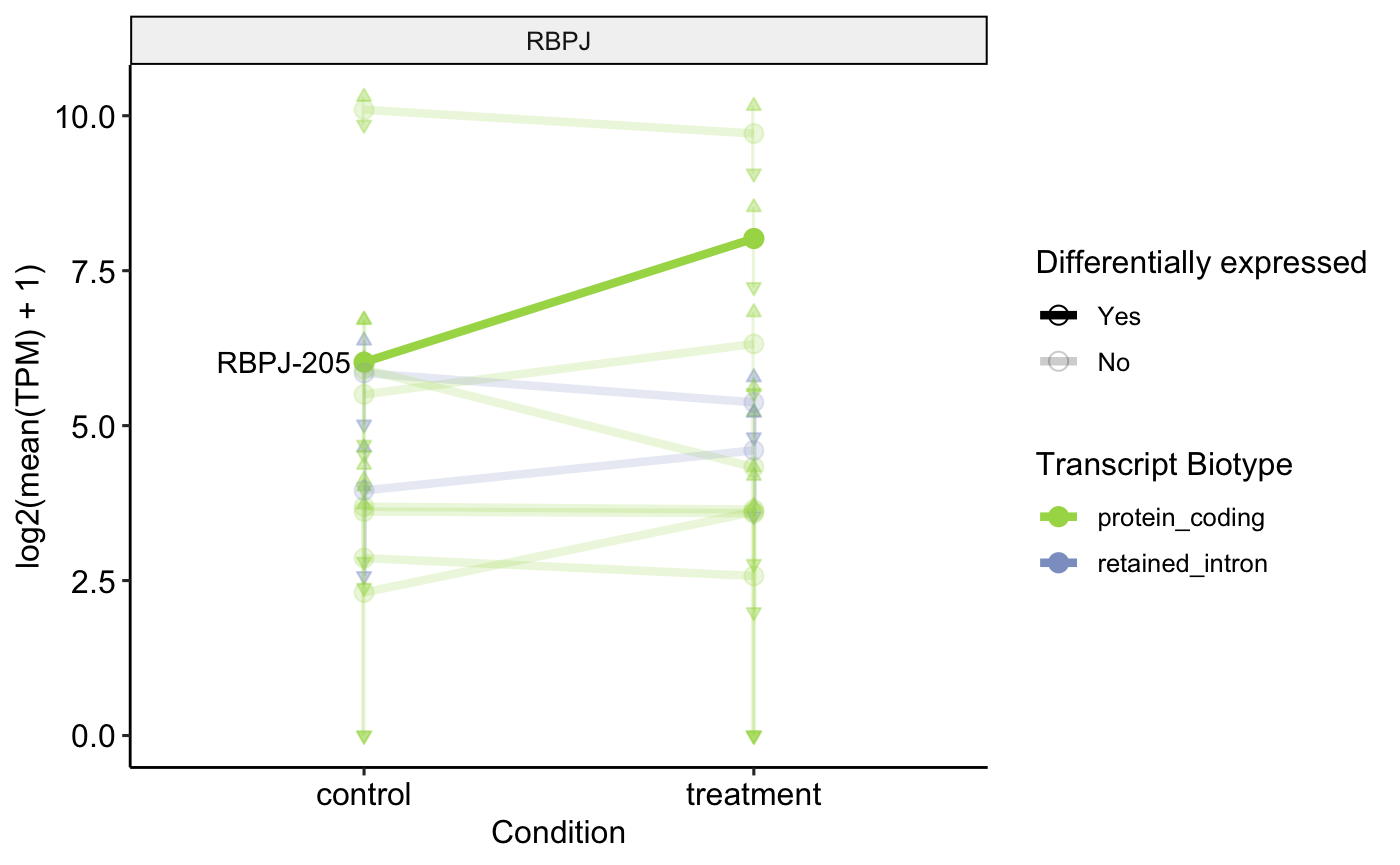 RBPJ
10.0
7.5
5.0
2.5
0.0
log2(mean(TPM) + 1)
RBPJ-205
control
treatment
Condition
Differentially expressed
Yes
No
Transcript Biotype
protein_coding
retained_intron